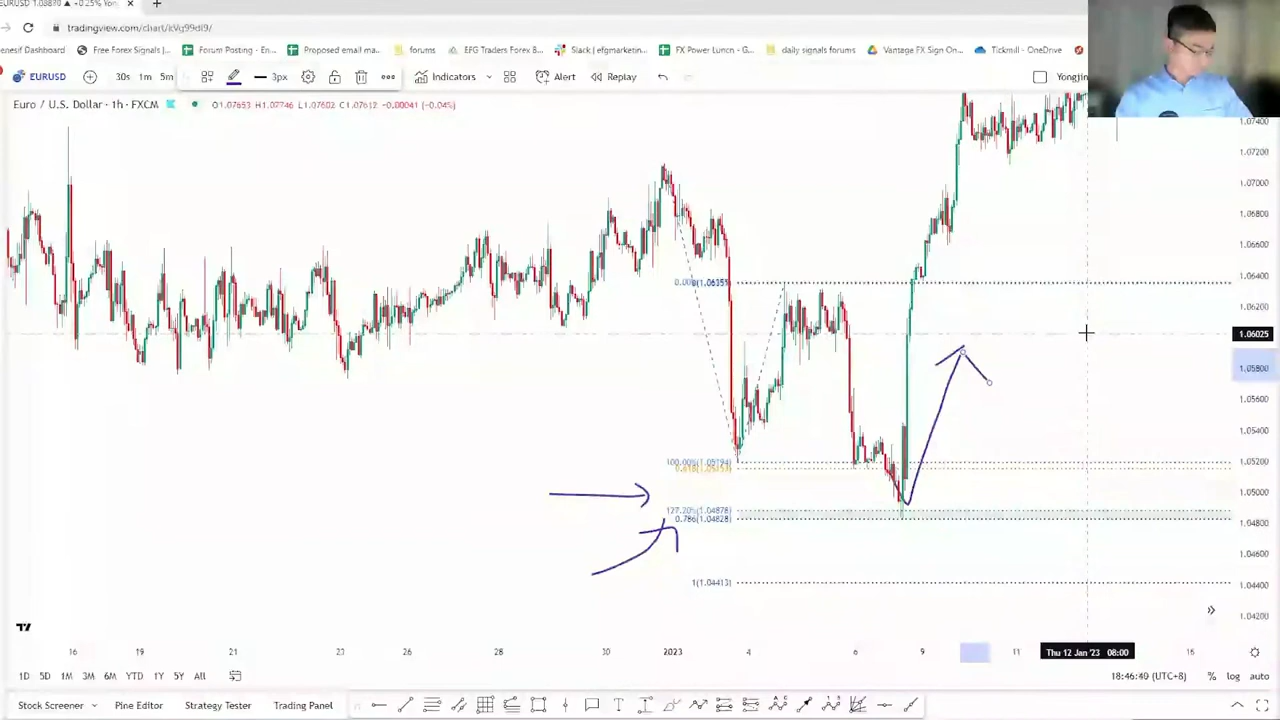 EURUSD 1.08870 ▲ +0.25%
tradingview.com/chart/kVg99dI9/
Free Forex Signals
Forum Posting - En...
Proposed email ma...
forums
EFG Traders Forex B...
Slack | efgmarketin...
FX Power Lunch - G...
daily signals forums
Vantage FX Sign On...
Tickmill - OneDrive
EURUSD
30s 1m 5m
3px
Indicators
Alert
Replay
Yongjin
Euro / U.S. Dollar · 1h · FXCM
O1.07653 H1.07746 L1.07602 C1.07612 -0.00041 (-0.04%)
1.07400
1.07200
1.07000
1.06800
1.06600
1.06400
1.06200
1.06025
1.05800
1.05600
1.05400
1.05200
1.05000
1.04800
1.04600
1.04400
1.04200
100.00%(1.05194)
127.20%(1.04878)
0.786(1.04828)
1(1.04413)
16 19 21 23 26 28 30 2023 4 6 9 11 Thu 12 Jan '23 08:00 16
1D 5D 1M 3M 6M YTD 1Y 5Y All
18:46:49 (UTC+8) % log auto
Stock Screener Pine Editor Strategy Tester Trading Panel